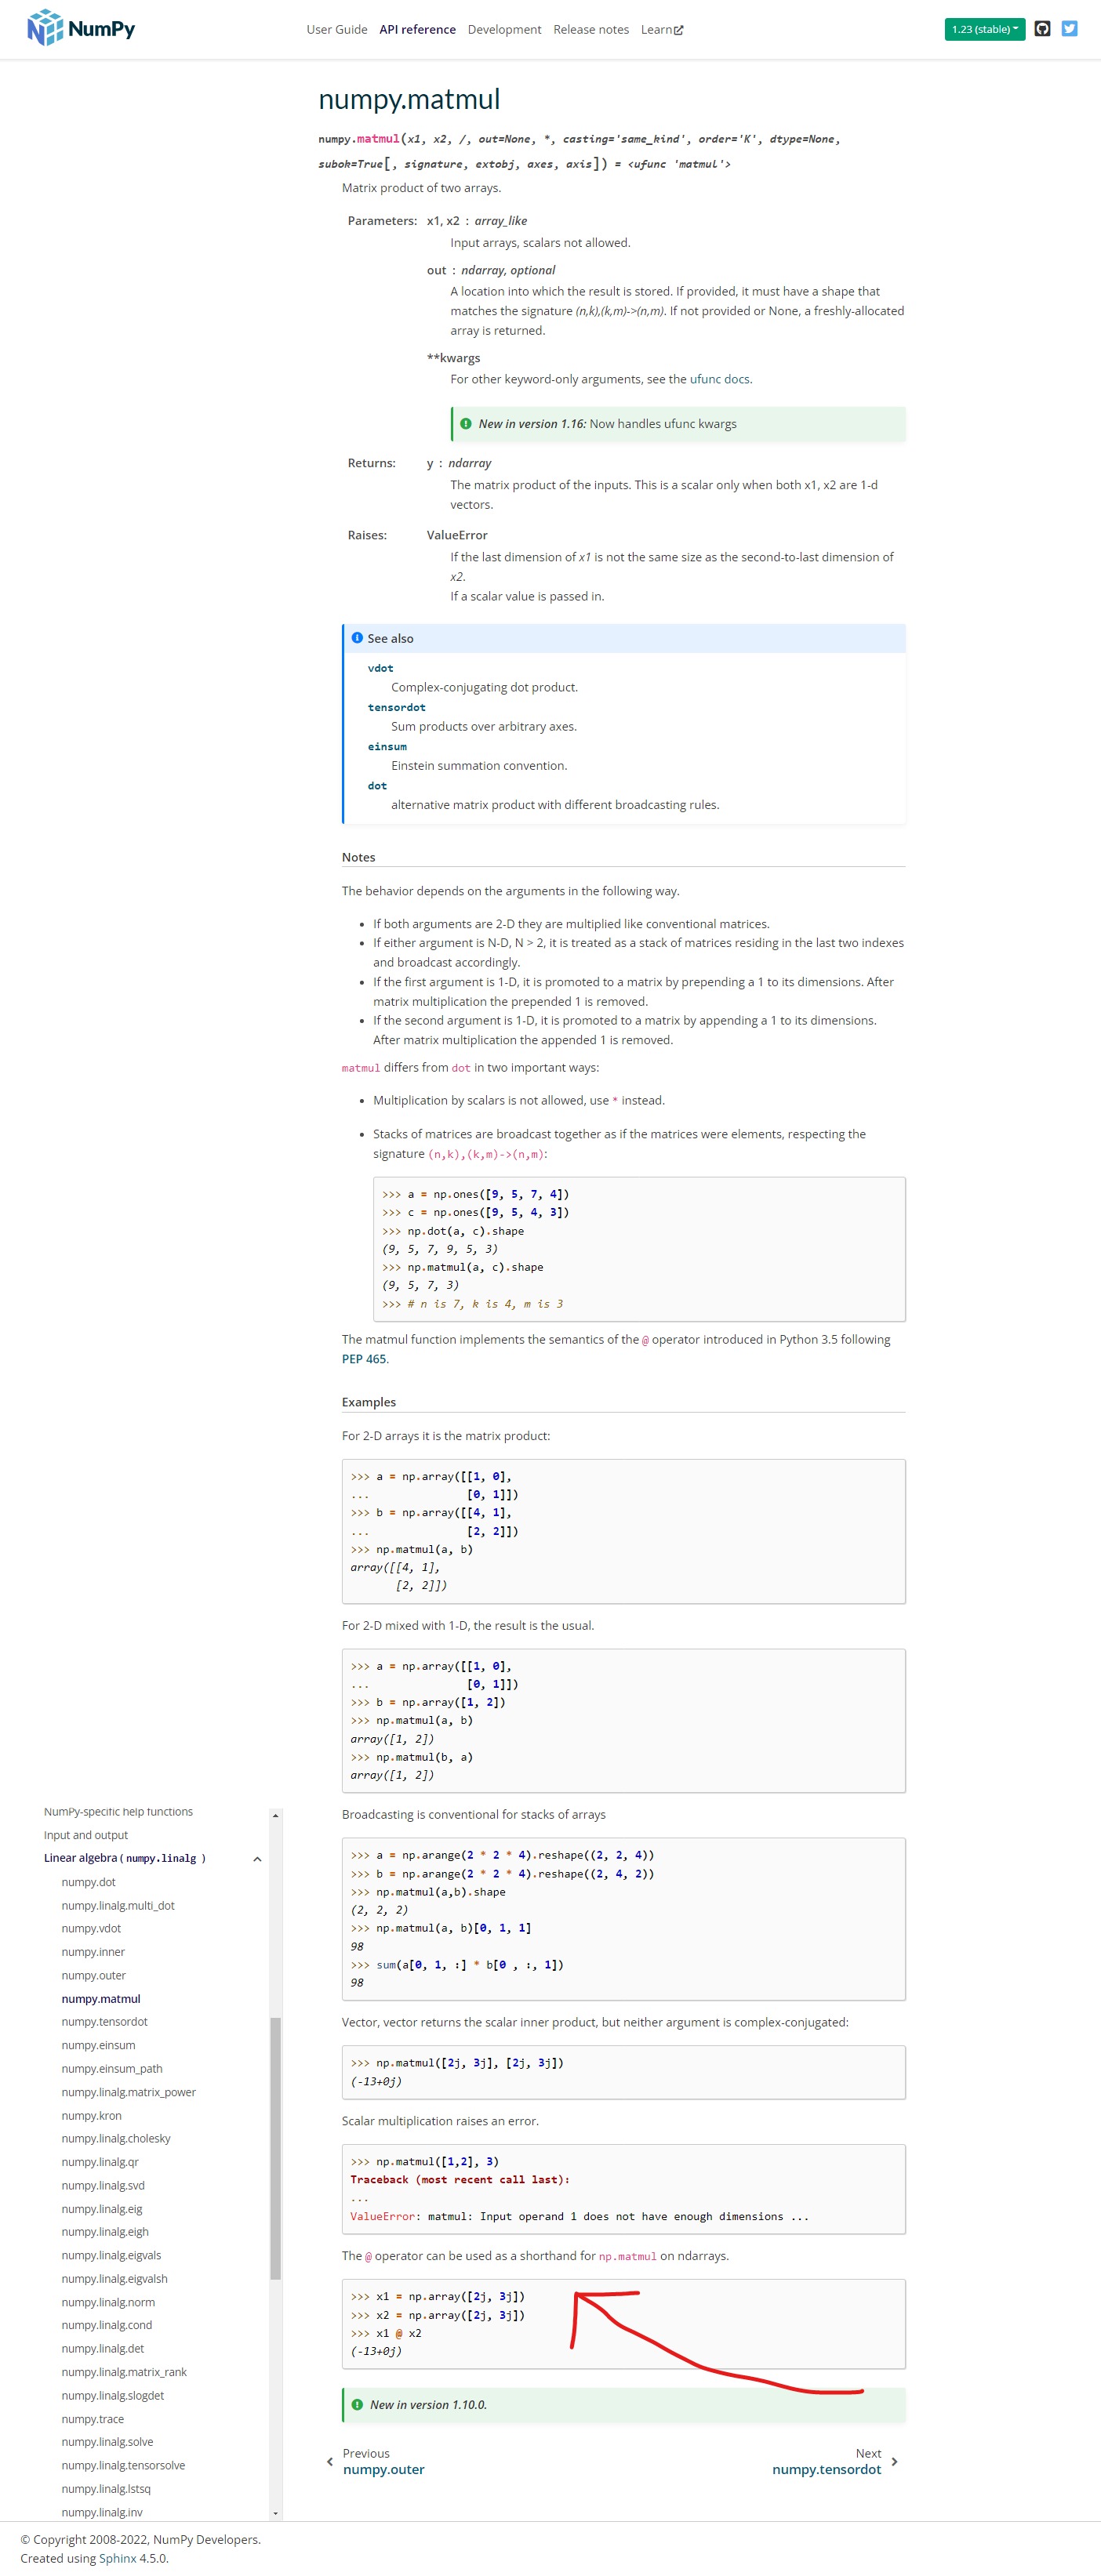 NumPy
User Guide API reference Development Release notes Learn
1.23 (stable)
numpy.matmul
numpy.matmul(x1, x2, /, out=None, *, casting='same_kind', order='K', dtype=None,
subok=True[, signature, extobj, axes, axis]) = <ufunc 'matmul'>
Matrix product of two arrays.
Parameters: x1, x2 : array_like
Input arrays, scalars not allowed.
out : ndarray, optional
A location into which the result is stored. If provided, it must have a shape that
matches the signature (n,k),(k,m)->(n,m). If not provided or None, a freshly-allocated
array is returned.
**kwargs
For other keyword-only arguments, see the ufunc docs.
New in version 1.16: Now handles ufunc kwargs
Returns: y : ndarray
The matrix product of the inputs. This is a scalar only when both x1, x2 are 1-d
vectors.
Raises: ValueError
If the last dimension of x1 is not the same size as the second-to-last dimension of
x2.
If a scalar value is passed in.
See also
vdot
Complex-conjugating dot product.
tensordot
Sum products over arbitrary axes.
einsum
Einstein summation convention.
dot
alternative matrix product with different broadcasting rules.
Notes
The behavior depends on the arguments in the following way.
• If both arguments are 2-D they are multiplied like conventional matrices.
• If either argument is N-D, N > 2, it is treated as a stack of matrices residing in the last two indexes
and broadcast accordingly.
• If the first argument is 1-D, it is promoted to a matrix by prepending a 1 to its dimensions. After
matrix multiplication the prepended 1 is removed.
• If the second argument is 1-D, it is promoted to a matrix by appending a 1 to its dimensions.
After matrix multiplication the appended 1 is removed.
matmul differs from dot in two important ways:
• Multiplication by scalars is not allowed, use * instead.
• Stacks of matrices are broadcast together as if the matrices were elements, respecting the
signature (n,k),(k,m)->(n,m):
>>> a = np.ones([9, 5, 7, 4])
>>> c = np.ones([9, 5, 4, 3])
>>> np.dot(a, c).shape
(9, 5, 7, 9, 5, 3)
>>> np.matmul(a, c).shape
(9, 5, 7, 3)
>>> # n is 7, k is 4, m is 3
The matmul function implements the semantics of the @ operator introduced in Python 3.5 following
PEP 465.
Examples
For 2-D arrays it is the matrix product:
>>> a = np.array([[1, 0],
...               [0, 1]])
>>> b = np.array([[4, 1],
...               [2, 2]])
>>> np.matmul(a, b)
array([[4, 1],
       [2, 2]])
For 2-D mixed with 1-D, the result is the usual.
>>> a = np.array([[1, 0],
...               [0, 1]])
>>> b = np.array([1, 2])
>>> np.matmul(a, b)
array([1, 2])
>>> np.matmul(b, a)
array([1, 2])
Broadcasting is conventional for stacks of arrays
>>> a = np.arange(2 * 2 * 4).reshape((2, 2, 4))
>>> b = np.arange(2 * 2 * 4).reshape((2, 4, 2))
>>> np.matmul(a,b).shape
(2, 2, 2)
>>> np.matmul(a, b)[0, 1, 1]
98
>>> sum(a[0, 1, :] * b[0 , :, 1])
98
Vector, vector returns the scalar inner product, but neither argument is complex-conjugated:
>>> np.matmul([2j, 3j], [2j, 3j])
(-13+0j)
Scalar multiplication raises an error.
>>> np.matmul([1,2], 3)
Traceback (most recent call last):
...
ValueError: matmul: Input operand 1 does not have enough dimensions ...
The @ operator can be used as a shorthand for np.matmul on ndarrays.
>>> x1 = np.array([2j, 3j])
>>> x2 = np.array([2j, 3j])
>>> x1 @ x2
(-13+0j)
New in version 1.10.0.
Previous
numpy.outer
Next
numpy.tensordot
NumPy-specific help functions
Input and output
Linear algebra ( numpy.linalg )
numpy.dot
numpy.linalg.multi_dot
numpy.vdot
numpy.inner
numpy.outer
numpy.matmul
numpy.tensordot
numpy.einsum
numpy.einsum_path
numpy.linalg.matrix_power
numpy.kron
numpy.linalg.cholesky
numpy.linalg.qr
numpy.linalg.svd
numpy.linalg.eig
numpy.linalg.eigh
numpy.linalg.eigvals
numpy.linalg.eigvalsh
numpy.linalg.norm
numpy.linalg.cond
numpy.linalg.det
numpy.linalg.matrix_rank
numpy.linalg.slogdet
numpy.trace
numpy.linalg.solve
numpy.linalg.tensorsolve
numpy.linalg.lstsq
numpy.linalg.inv
© Copyright 2008-2022, NumPy Developers.
Created using Sphinx 4.5.0.